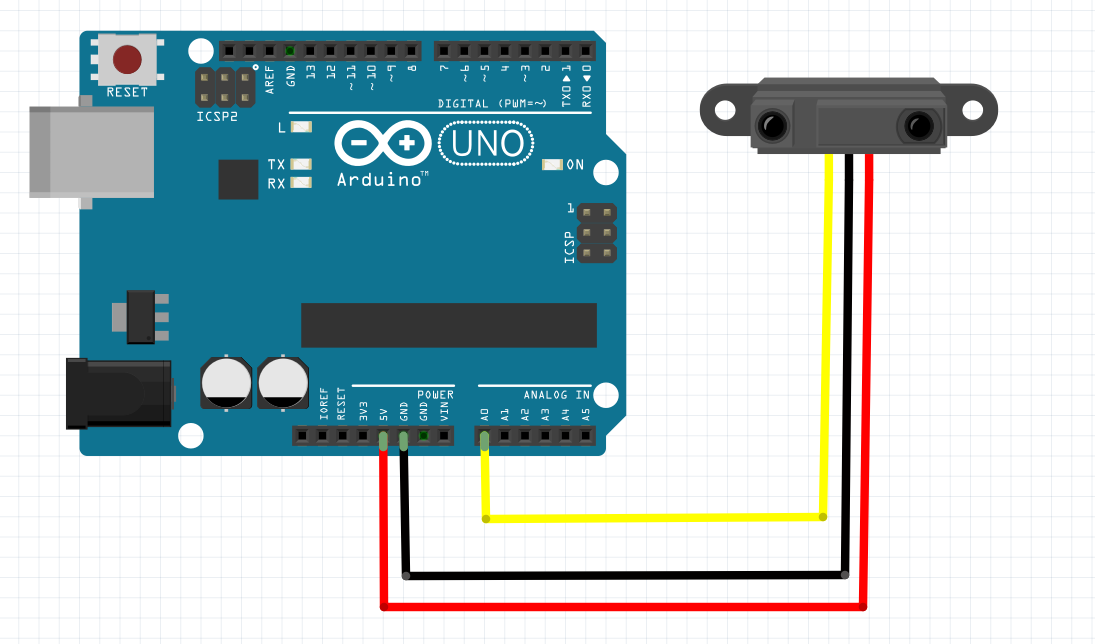 RESET
ICSP2
AREF
GND
13
12
~11
~10
~9
8
7
~6
~5
4
~3
2
TX0▶1
RX0◀0
DIGITAL (PWM=~)
L
TX
RX
UNO
Arduino™
ON
1
ICSP
POWER
ANALOG IN
IOREF
RESET
3V3
5V
GND
GND
VIN
A0
A1
A2
A3
A4
A5